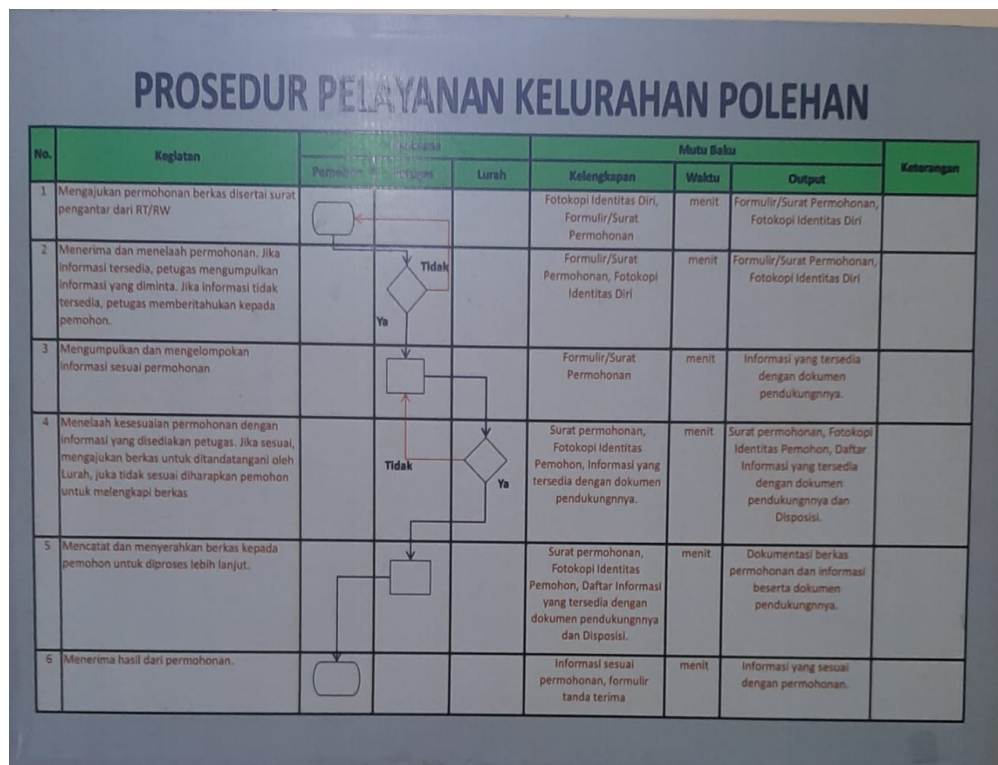 PROSEDUR PELAYANAN KELURAHAN POLEHAN
No.
Kegiatan
Mutu Baku
Keterangan
Pemohon
Petugas
Lurah
Kelengkapan
Waktu
Output
1
Mengajukan permohonan berkas disertai surat
pengantar dari RT/RW
Fotokopi Identitas Diri,
Formulir/Surat
Permohonan
menit
Formulir/Surat Permohonan,
Fotokopi Identitas Diri
2
Menerima dan menelaah permohonan. Jika
informasi tersedia, petugas mengumpulkan
informasi yang diminta. Jika informasi tidak
tersedia, petugas memberitahukan kepada
pemohon.
Tidak
Ya
Formulir/Surat
Permohonan, Fotokopi
Identitas Diri
menit
Formulir/Surat Permohonan,
Fotokopi Identitas Diri
3
Mengumpulkan dan mengelompokan
informasi sesuai permohonan
Formulir/Surat
Permohonan
menit
Informasi yang tersedia
dengan dokumen
pendukungnnya.
4
Menelaah kesesuaian permohonan dengan
informasi yang disediakan petugas. Jika sesuai,
mengajukan berkas untuk ditandatangani oleh
Lurah, juka tidak sesuai diharapkan pemohon
untuk melengkapi berkas
Tidak
Ya
Surat permohonan,
Fotokopi Identitas
Pemohon, Informasi yang
tersedia dengan dokumen
pendukungnnya.
menit
Surat permohonan, Fotokopi
Identitas Pemohon, Daftar
Informasi yang tersedia
dengan dokumen
pendukungnnya dan
Disposisi.
5
Mencatat dan menyerahkan berkas kepada
pemohon untuk diproses lebih lanjut.
Surat permohonan,
Fotokopi Identitas
Pemohon, Daftar Informasi
yang tersedia dengan
dokumen pendukungnnya
dan Disposisi.
menit
Dokumentasi berkas
permohonan dan informasi
beserta dokumen
pendukungnnya.
6
Menerima hasil dari permohonan.
Informasi sesuai
permohonan, formulir
tanda terima
menit
Informasi yang sesuai
dengan permohonan.